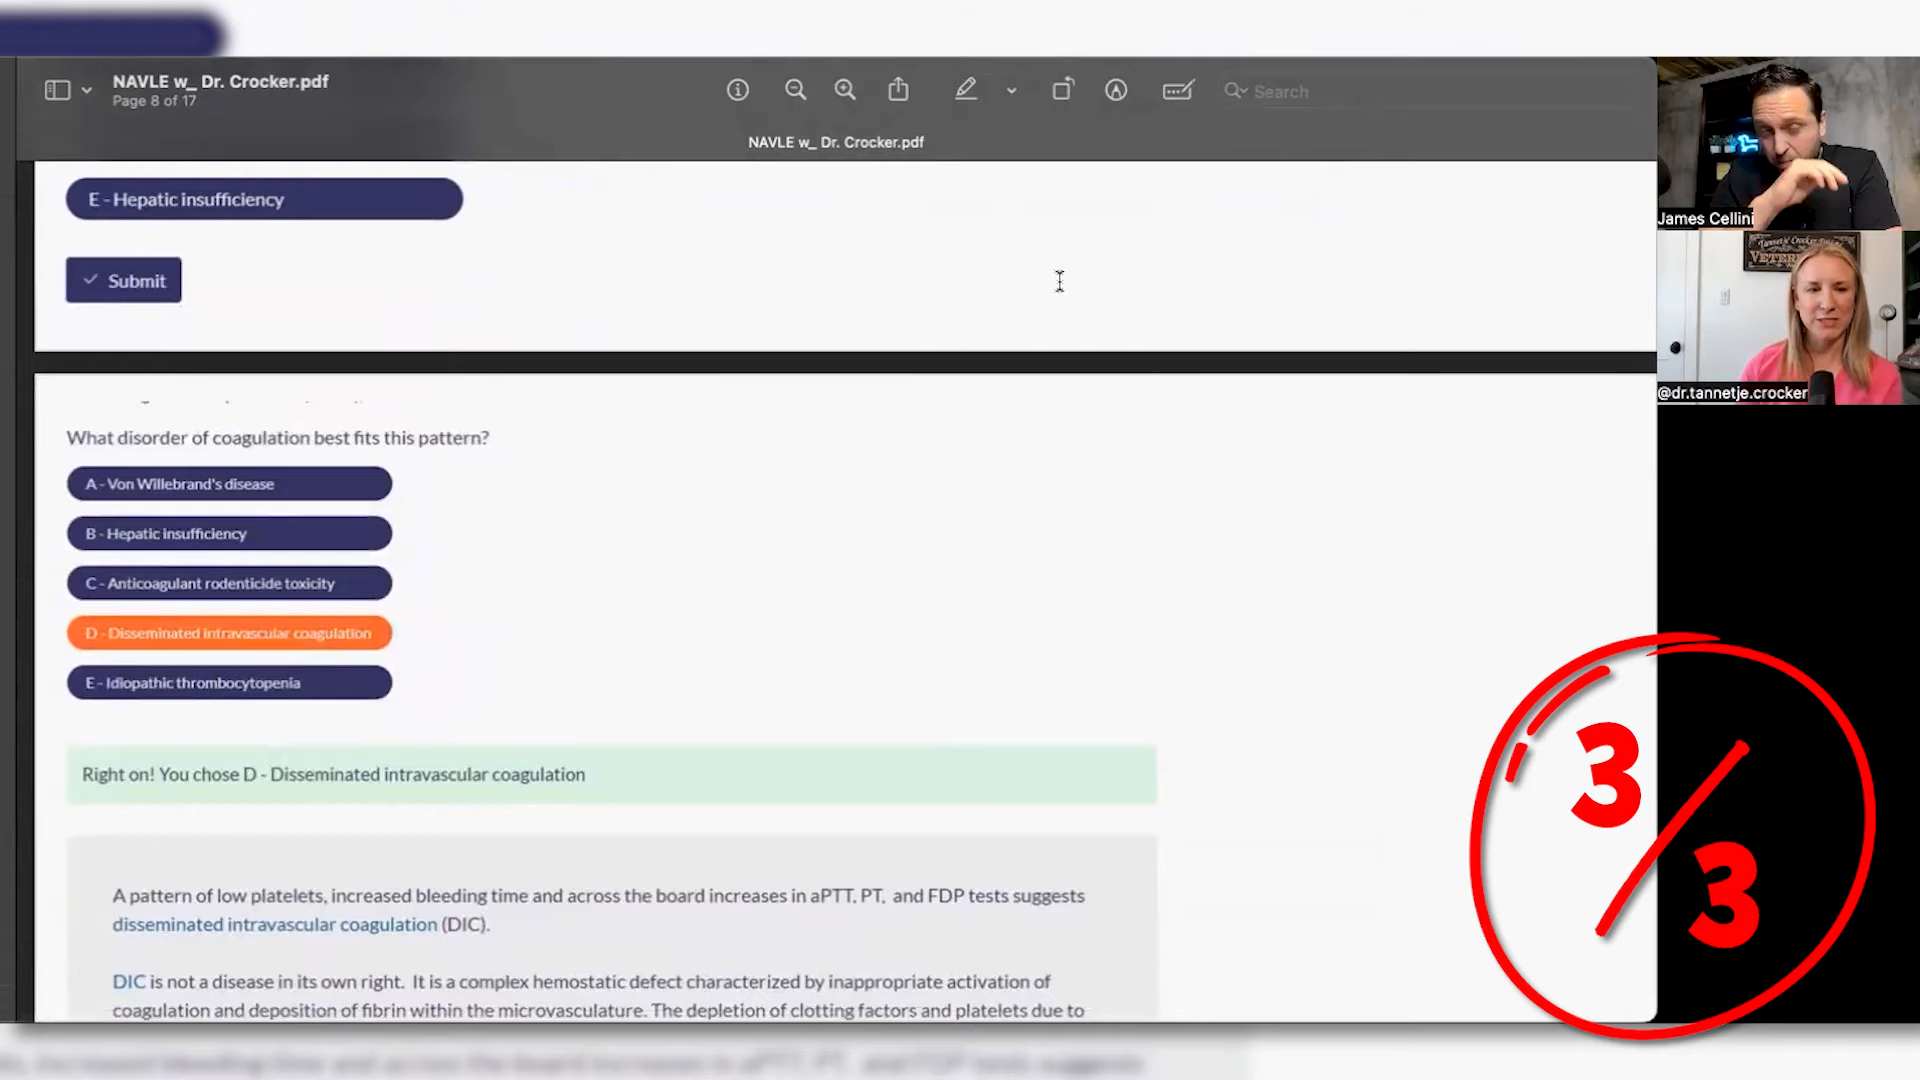 NAVLE w_ Dr. Crocker.pdf
Page 8 of 17
Search
NAVLE w_ Dr. Crocker.pdf
E - Hepatic insufficiency
Submit
What disorder of coagulation best fits this pattern?
A - Von Willebrand's disease
B - Hepatic insufficiency
C - Anticoagulant rodenticide toxicity
D - Disseminated intravascular coagulation
E - Idiopathic thrombocytopenia
Right on! You chose D - Disseminated intravascular coagulation
A pattern of low platelets, increased bleeding time and across the board increases in aPTT, PT, and FDP tests suggests
disseminated intravascular coagulation (DIC).
DIC is not a disease in its own right. It is a complex hemostatic defect characterized by inappropriate activation of
coagulation and deposition of fibrin within the microvasculature. The depletion of clotting factors and platelets due to
James Cellini
Tannetje Crocker
@dr.tannetje.crocker
3/3